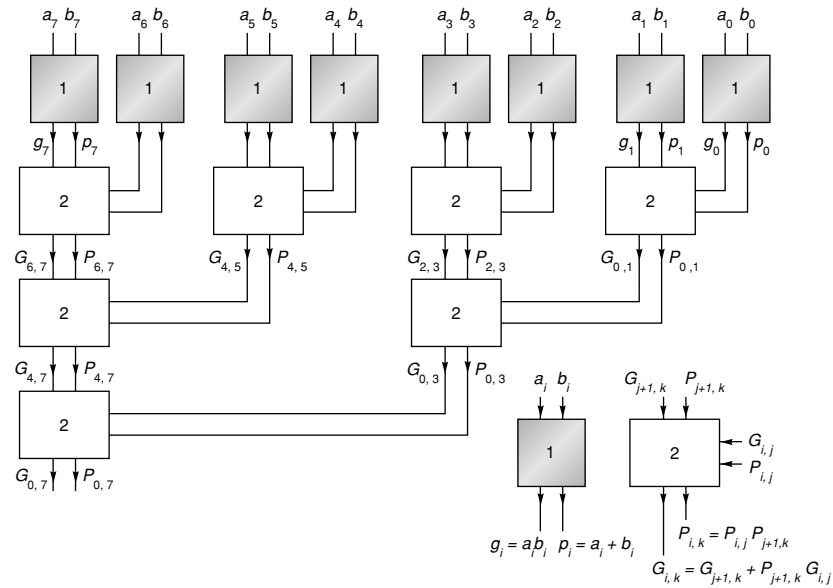 a7 b7 a6 b6 a5 b5 a4 b4 a3 b3 a2 b2 a1 b1 a0 b0
1 1 1 1 1 1 1 1
g7 p7 g1 p1 g0 p0
2 2 2 2
G6, 7 P6, 7 G4, 5 P4, 5 G2, 3 P2, 3 G0 ,1 P0 ,1
2 2
G4, 7 P4, 7 G0, 3 P0, 3
ai bi Gj+1, k Pj+1, k
2 1 2 Gi, j
Pi, j
G0, 7 P0, 7
gi = aibi pi = ai + bi Pi, k = Pi, j Pj+1,k
Gi, k = Gj+1, k + Pj+1, k Gi, j